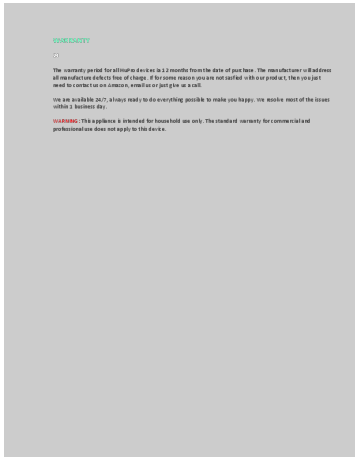 The warranty period for all InaPro devices is 12 months from the date of purchase. The manufacturer will address
all manufacture defects free of charge. If for some reason you are not satisfied with our product, then you just
need to contact us on Amazon, email us or just give us a call.
We are available 24/7, always ready to do everything possible to make you happy. We resolve most of the issues
within 1 business day.
WARNING: This appliance is intended for household use only. The standard warranty for commercial and
professional use does not apply to this device.